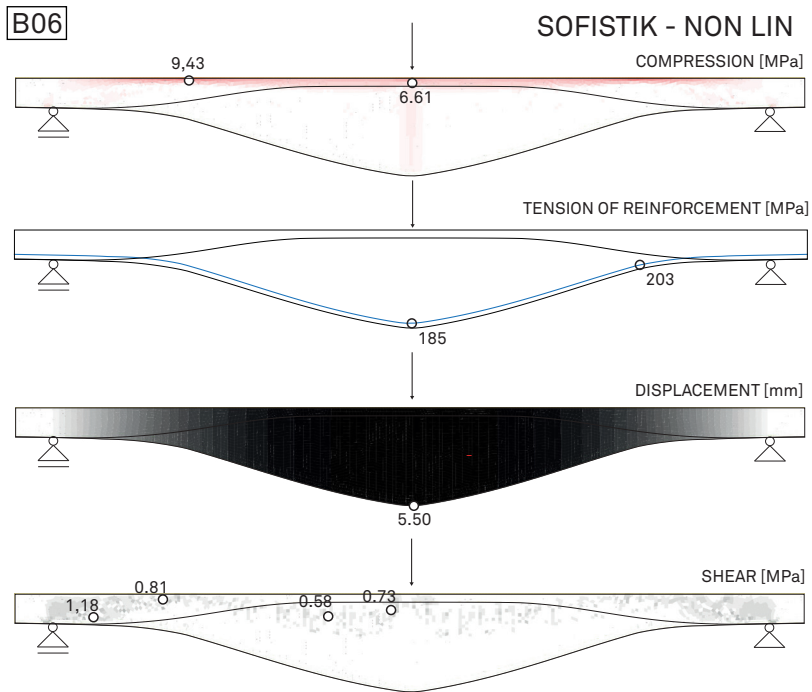 B06
SOFISTIK - NON LIN
COMPRESSION [MPa]
9,43
6.61
TENSION OF REINFORCEMENT [MPa]
203
185
DISPLACEMENT [mm]
5.50
SHEAR [MPa]
0.81
1,18
0.58
0.73